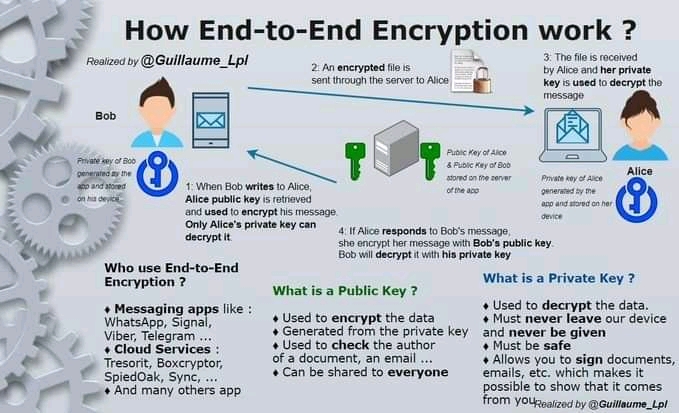 How End-to-End Encryption work ?
Realized by @Guillaume_Lpl
2: An encrypted file is
sent through the server to Alice
3: The file is received
by Alice and her private
key is used to decrypt the
message
Bob
Private key of Bob
generated by the
app and stored
on his device
1: When Bob writes to Alice,
Alice public key is retrieved
and used to encrypt his message.
Only Alice's private key can
decrypt it.
Public Key of Alice
& Public Key of Bob
stored on the server
of the app
4: If Alice responds to Bob's message,
she encrypt her message with Bob's public key.
Bob will decrypt it with his private key
Alice
Private key of Alice
generated by the
app and stored on her
device
Who use End-to-End
Encryption ?
♦ Messaging apps like :
WhatsApp, Signal,
Viber, Telegram ...
♦ Cloud Services :
Tresorit, Boxcryptor,
SpiedOak, Sync, ...
♦ And many others app
What is a Public Key ?
♦ Used to encrypt the data
♦ Generated from the private key
♦ Used to check the author
of a document, an email ...
♦ Can be shared to everyone
What is a Private Key ?
♦ Used to decrypt the data.
♦ Must never leave our device
and never be given
♦ Must be safe
♦ Allows you to sign documents,
emails, etc. which makes it
possible to show that it comes
from you
Realized by @Guillaume_Lpl